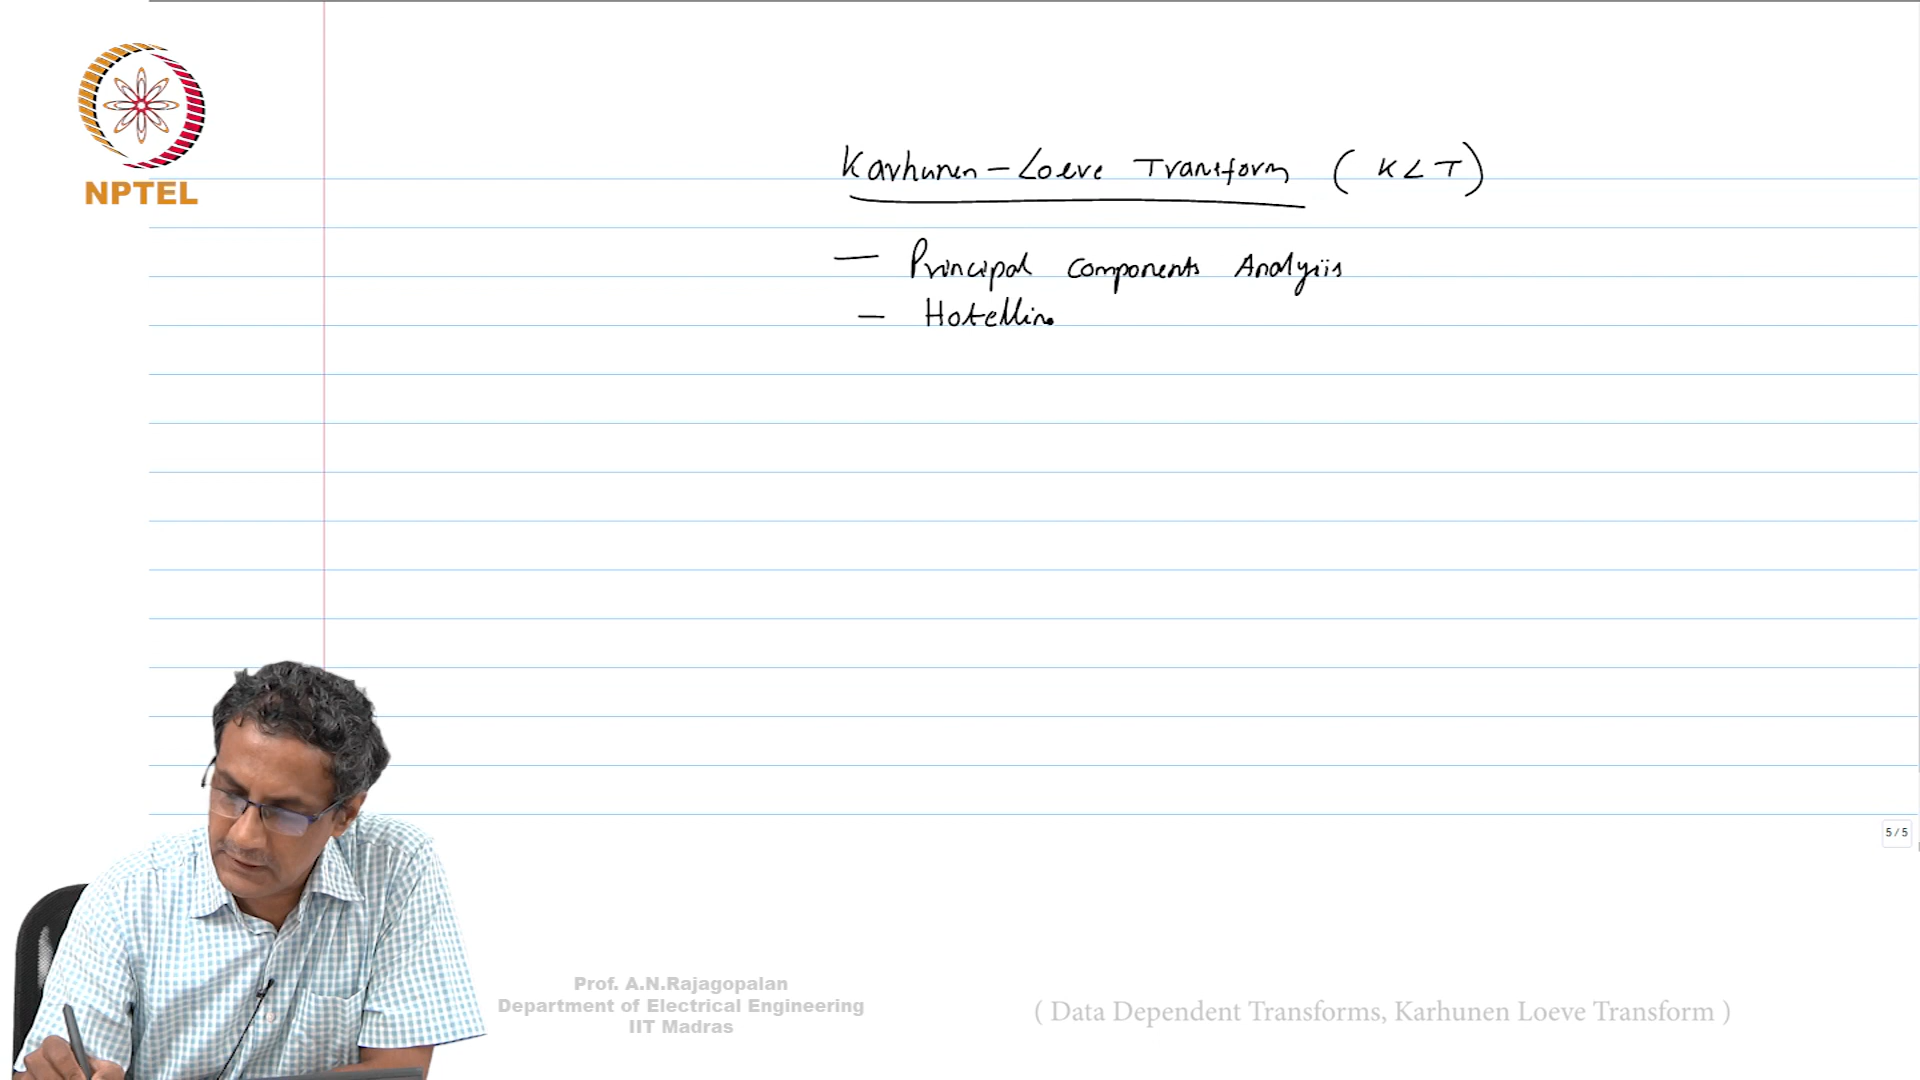 NPTEL
Karhunen - Loeve Transform ( KLT )
— Principal Components Analysis
— Hotellin
5 / 5
Prof. A.N.Rajagopalan
Department of Electrical Engineering
IIT Madras
( Data Dependent Transforms, Karhunen Loeve Transform )